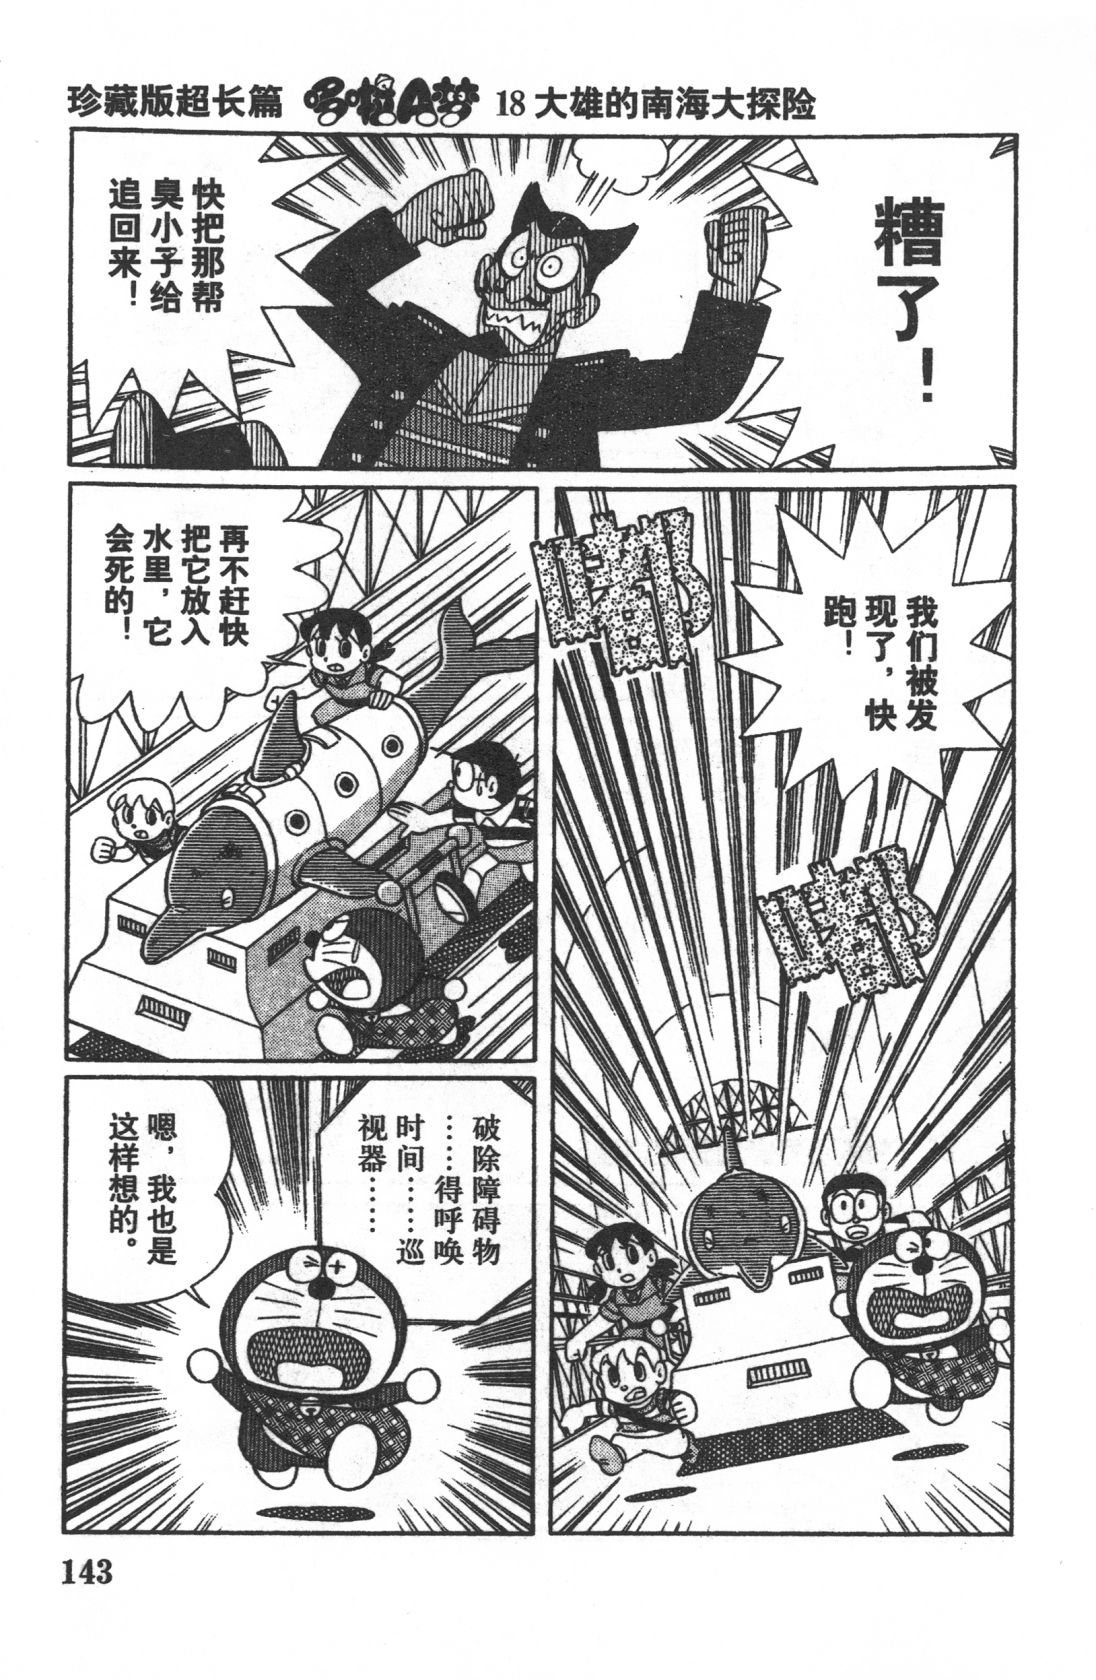 珍藏版超长篇 哆啦A梦 18 大雄的南海大探险
糟了！
快把那帮
臭小子给
追回来！
我们被发
现了，快
跑！
嘟
嘟
再不赶快
把它放入
水里，它
会死的！
破除障碍物
……得呼唤
时间……巡
视器……
嗯，我也是
这样想的。
143